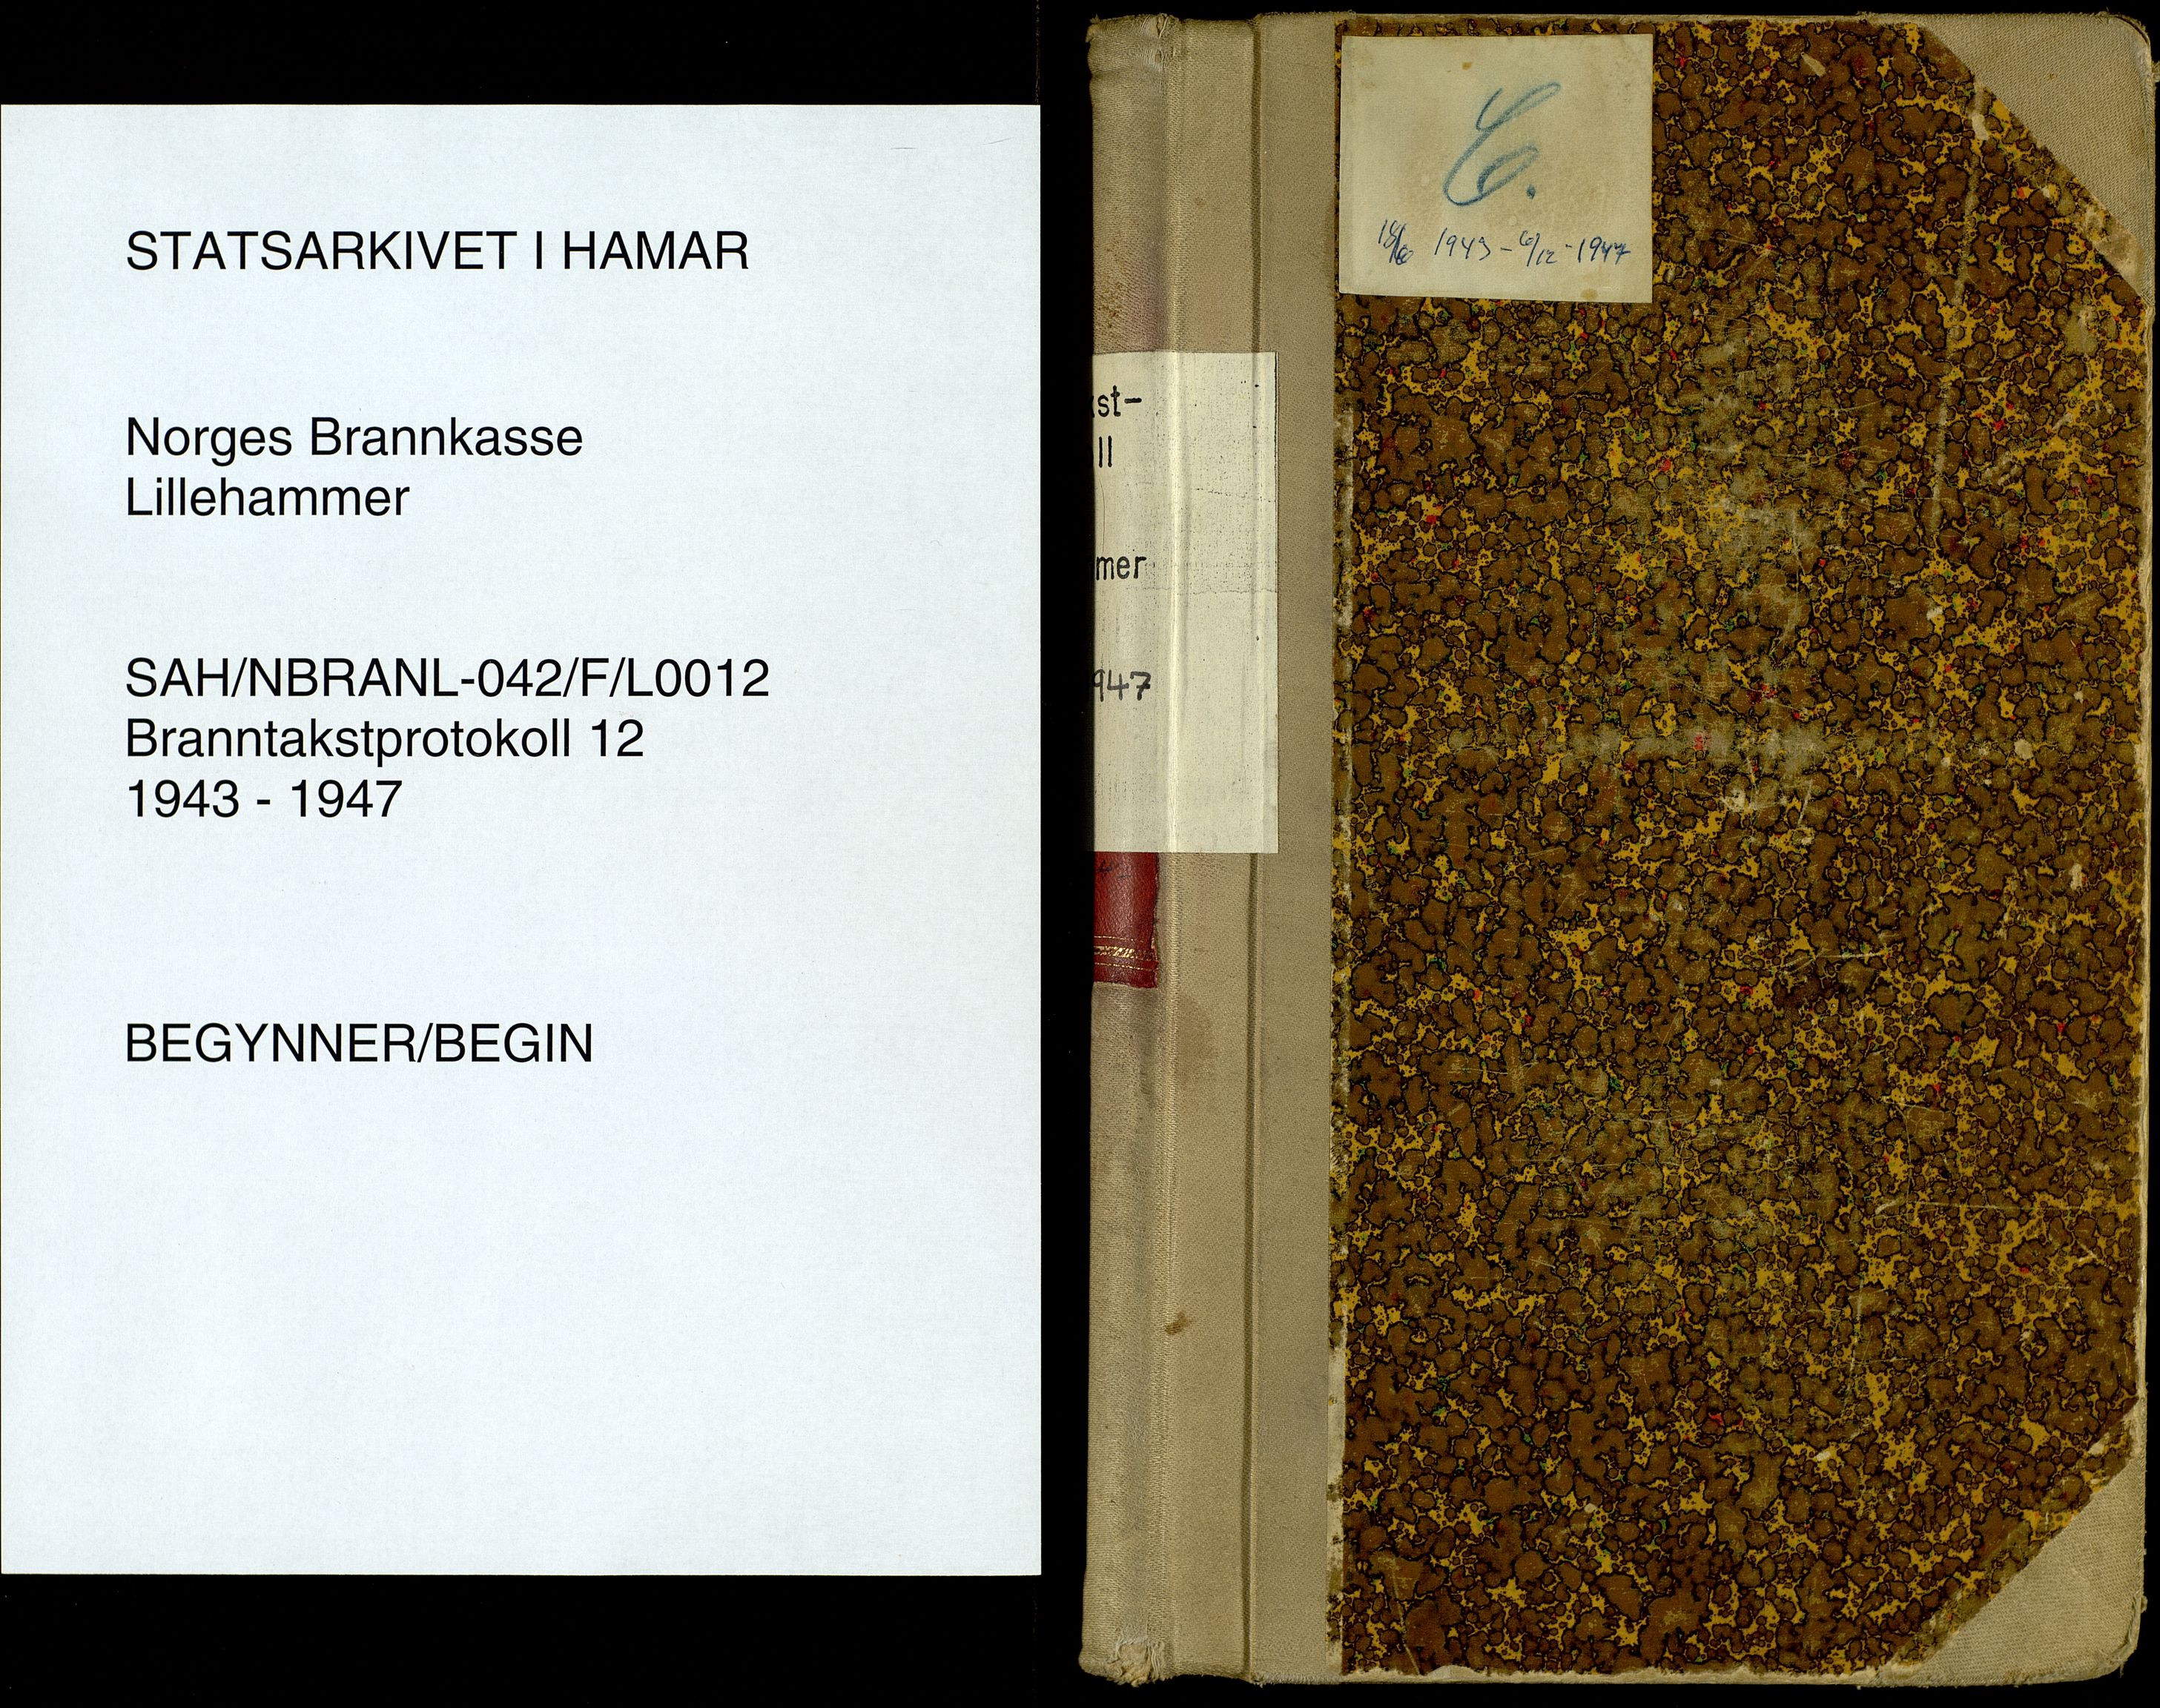 STATSARKIVET I HAMAR
Norges Brannkasse
Lillehammer
SAH/NBRANL-042/F/L0012
Branntakstprotokoll 12
1943 - 1947
BEGYNNER/BEGIN
1943 - 6/12 - 1947
st-
ll
mer
947